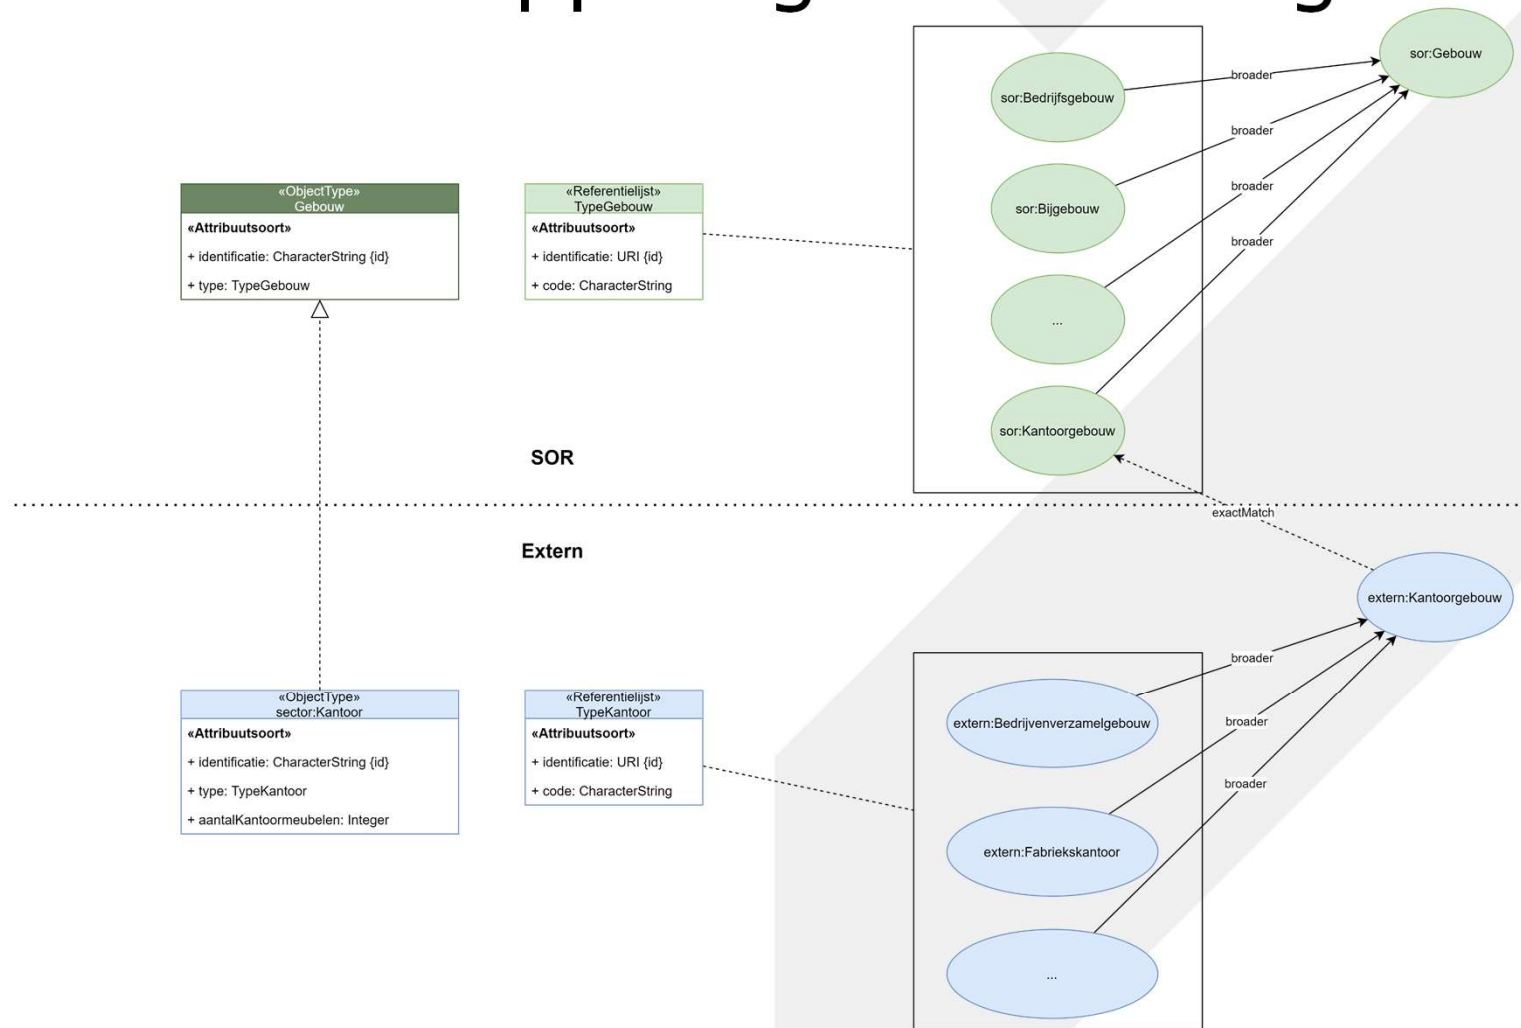 sor:Gebouw
broader
sor:Bedrijfsgebouw
broader
broader
«ObjectType»
Gebouw
«Attribuutsoort»
+ identificatie: CharacterString {id}
+ type: TypeGebouw
«Referentielijst»
TypeGebouw
«Attribuutsoort»
+ identificatie: URI {id}
+ code: CharacterString
sor:Bijgebouw
broader
...
sor:Kantoorgebouw
SOR
exactMatch
Extern
extern:Kantoorgebouw
broader
«ObjectType»
sector:Kantoor
«Attribuutsoort»
+ identificatie: CharacterString {id}
+ type: TypeKantoor
+ aantalKantoormeubelen: Integer
«Referentielijst»
TypeKantoor
«Attribuutsoort»
+ identificatie: URI {id}
+ code: CharacterString
extern:Bedrijvenverzamelgebouw
broader
broader
extern:Fabriekskantoor
...